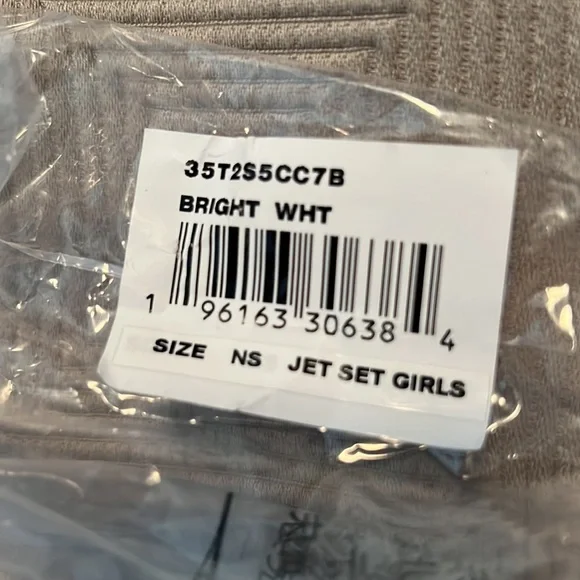 35T2S5CC7B
BRIGHT WHT
1 96163 30638 4
SIZE NS JET SET GIRLS